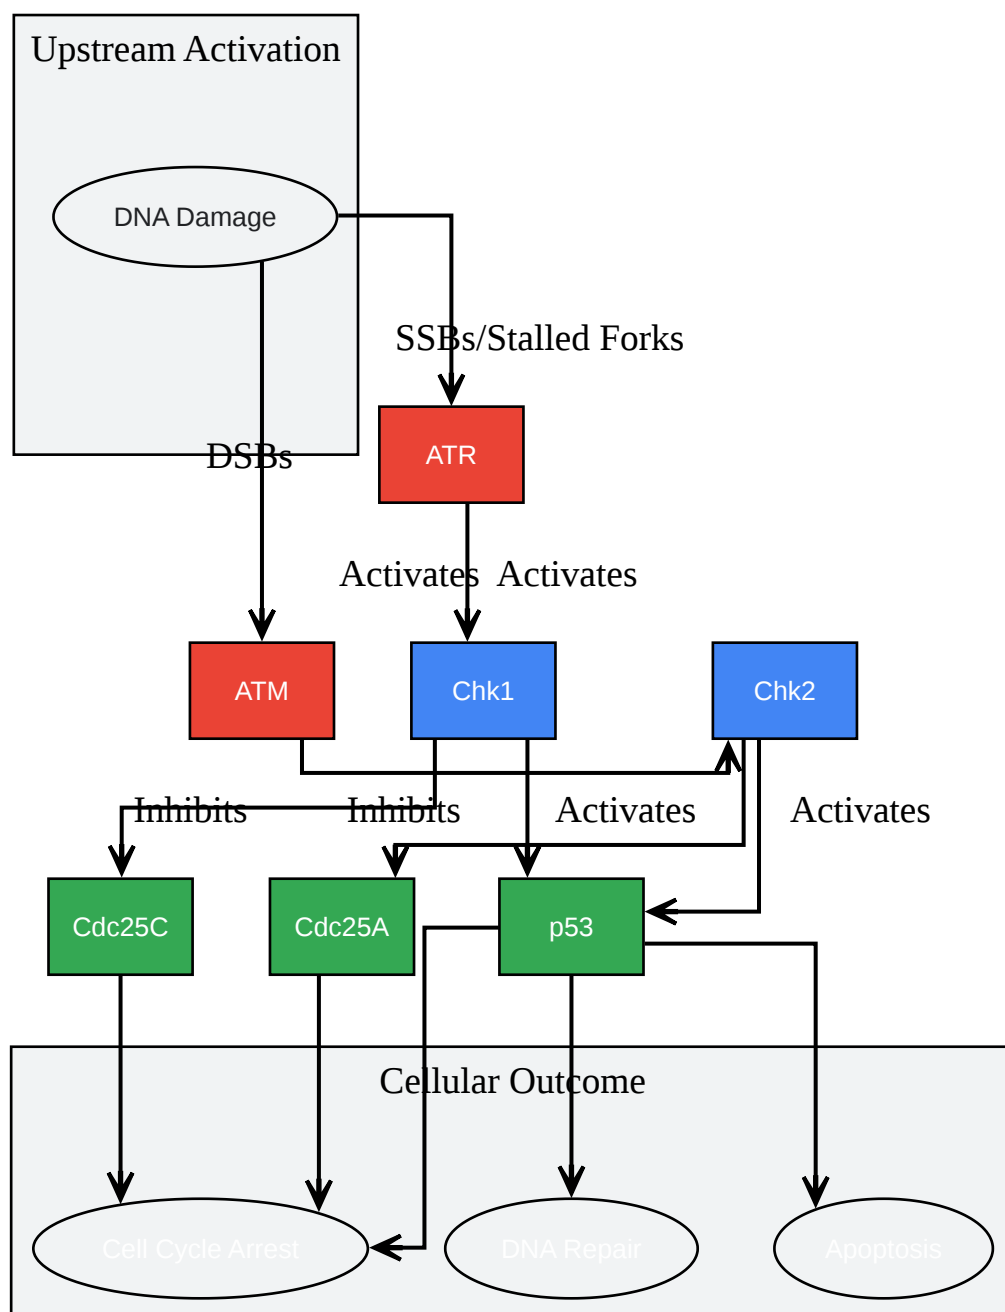 Upstream Activation
DNA Damage
SSBs/Stalled Forks
DSBs
ATR
Activates
Activates
ATM
Chk1
Chk2
Inhibits
Inhibits
Activates
Activates
Cdc25C
Cdc25A
p53
Cellular Outcome
Cell Cycle Arrest
DNA Repair
Apoptosis